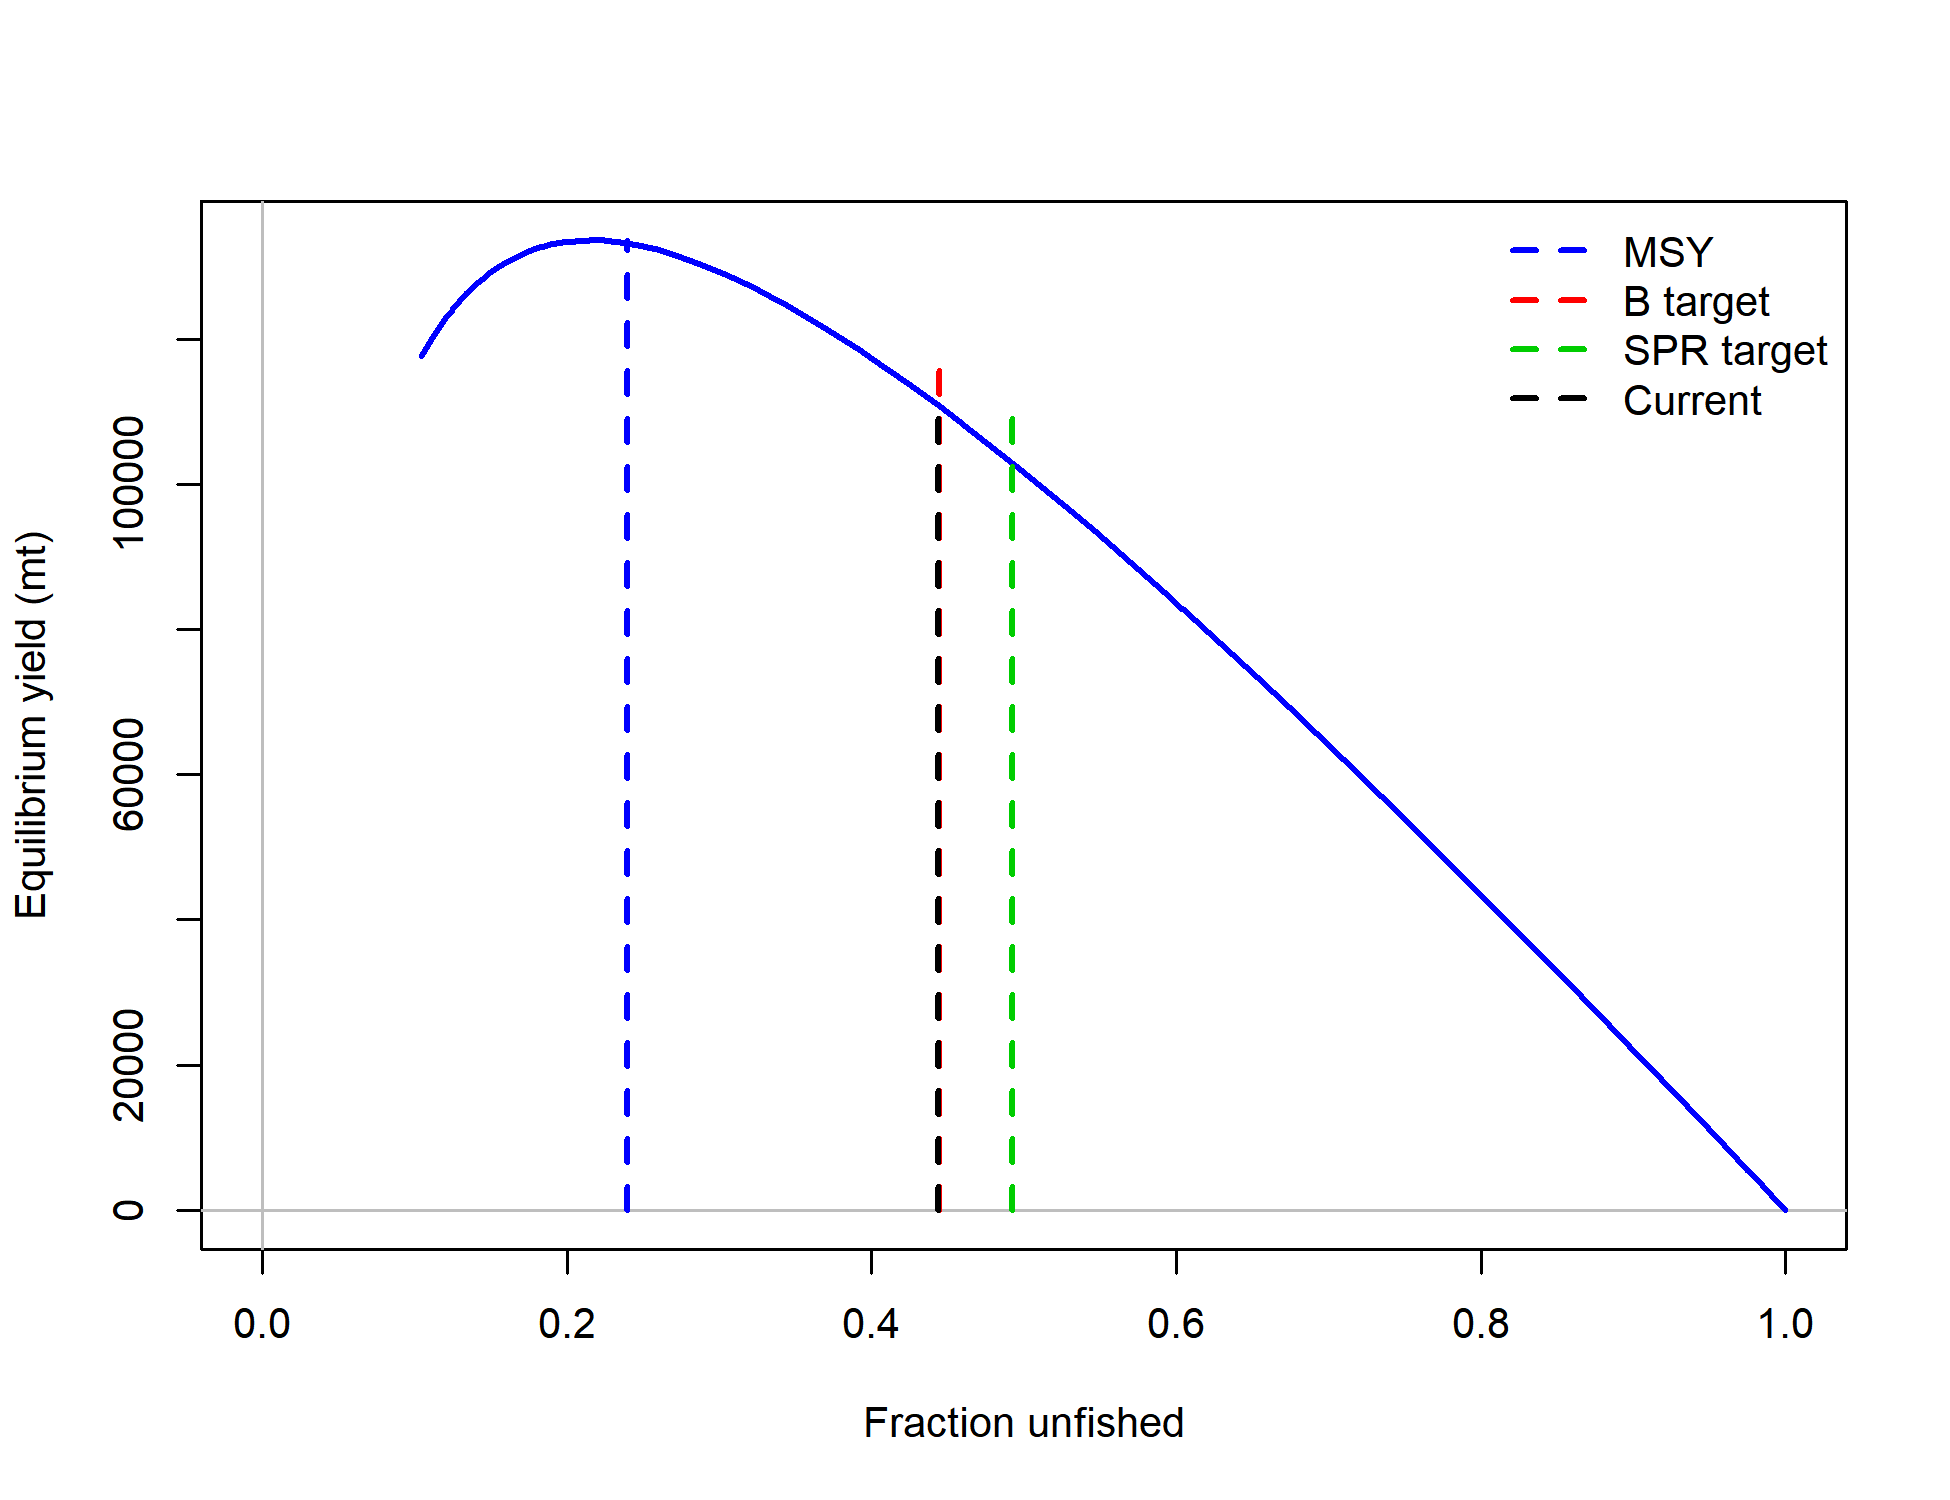 MSY
B target
SPR target
Current
Equilibrium yield (mt)
100000
60000
20000
0
0.0 0.2 0.4 0.6 0.8 1.0
Fraction unfished